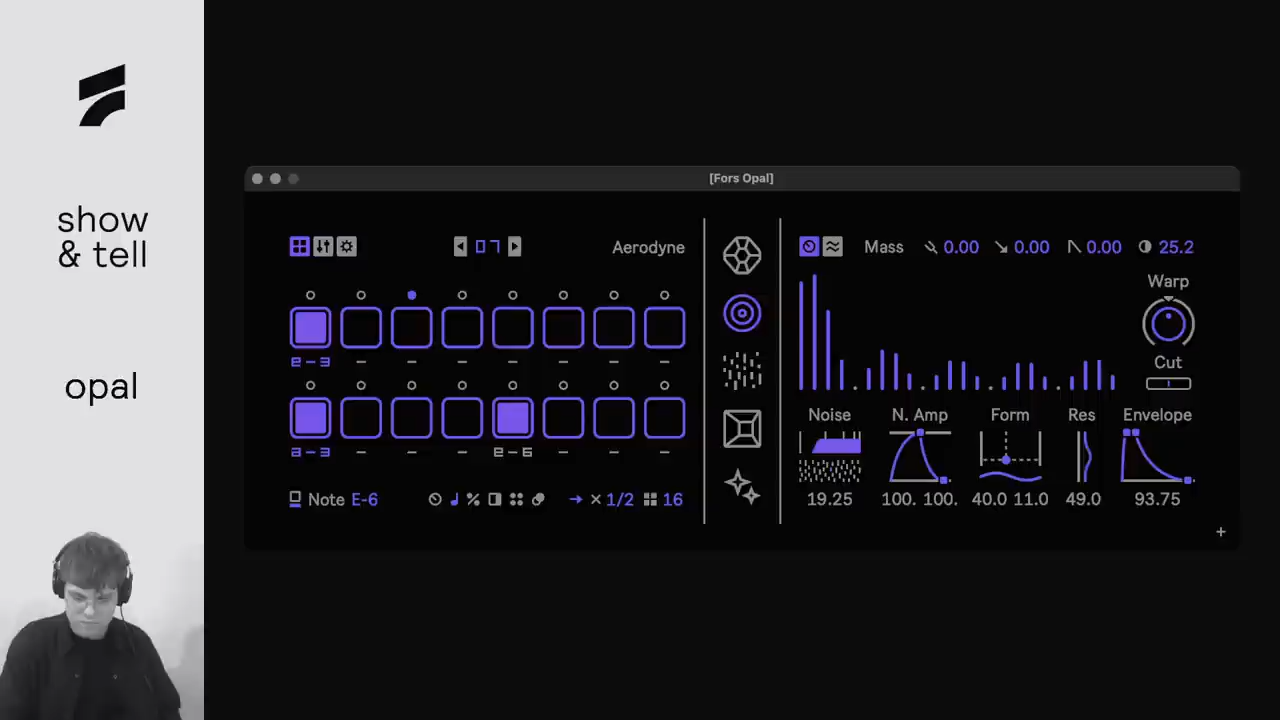 show
& tell
opal
[Fors Opal]
07
Aerodyne
e-3 – – – – – – –
a-3 – – – e-6 – – –
Note E-6
× 1/2
16
Mass 0.00 0.00 0.00 25.2
Warp
Cut
Noise N. Amp Form Res Envelope
19.25 100. 100. 40.0 11.0 49.0 93.75
+